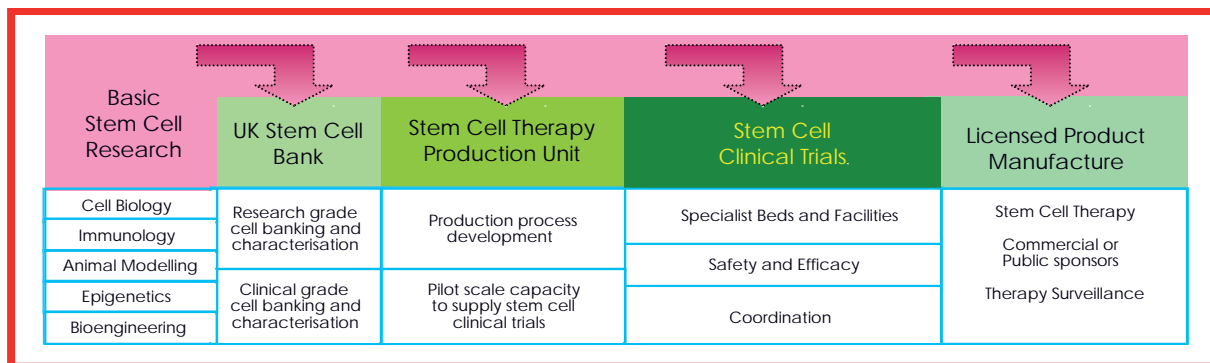 Basic
Stem Cell
Research
UK Stem Cell
Bank
Stem Cell Therapy
Production Unit
Stem Cell
Clinical Trials.
Licensed Product
Manufacture
Cell Biology
Immunology
Animal Modelling
Epigenetics
Bioengineering
Research grade
cell banking and
characterisation
Clinical grade
cell banking and
characterisation
Production process
development
Pilot scale capacity
to supply stem cell
clinical trials
Specialist Beds and Facilities
Safety and Efficacy
Coordination
Stem Cell Therapy
Commercial or
Public sponsors
Therapy Surveillance